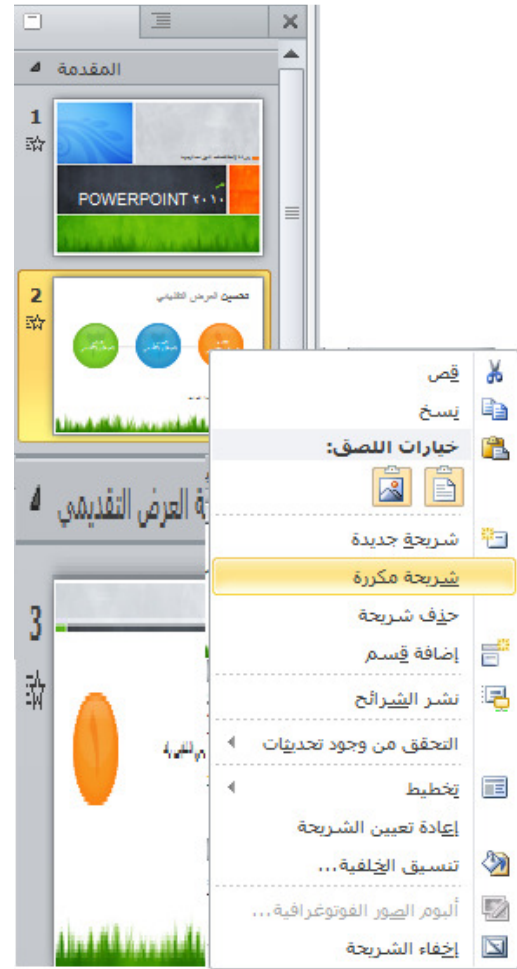 المقدمة
1
POWERPOINT ٢٠١٠
2
تحسين العرض التقديمي
ة العرض التقديمي
3
قص
نسخ
خيارات اللصق:
شريحة جديدة
شريحة مكررة
حذف شريحة
إضافة قسم
نشر الشرائح
التحقق من وجود تحديثات
تخطيط
إعادة تعيين الشريحة
تنسيق الخلفية...
ألبوم الصور الفوتوغرافية...
إخفاء الشريحة